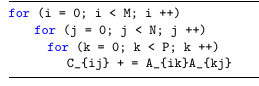 for (i = 0; i < M; i ++)
for (j = 0; j < N; j ++)
for (k = 0; k < P; k ++)
C_{ij} + = A_{ik}A_{kj}